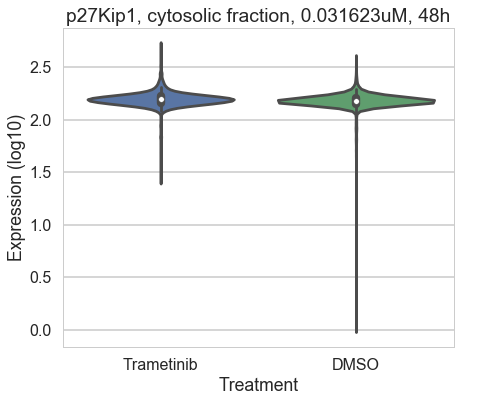 p27Kip1, cytosolic fraction, 0.031623uM, 48h
Expression (log10)
2.5
2.0
1.5
1.0
0.5
0.0
Trametinib
DMSO
Treatment